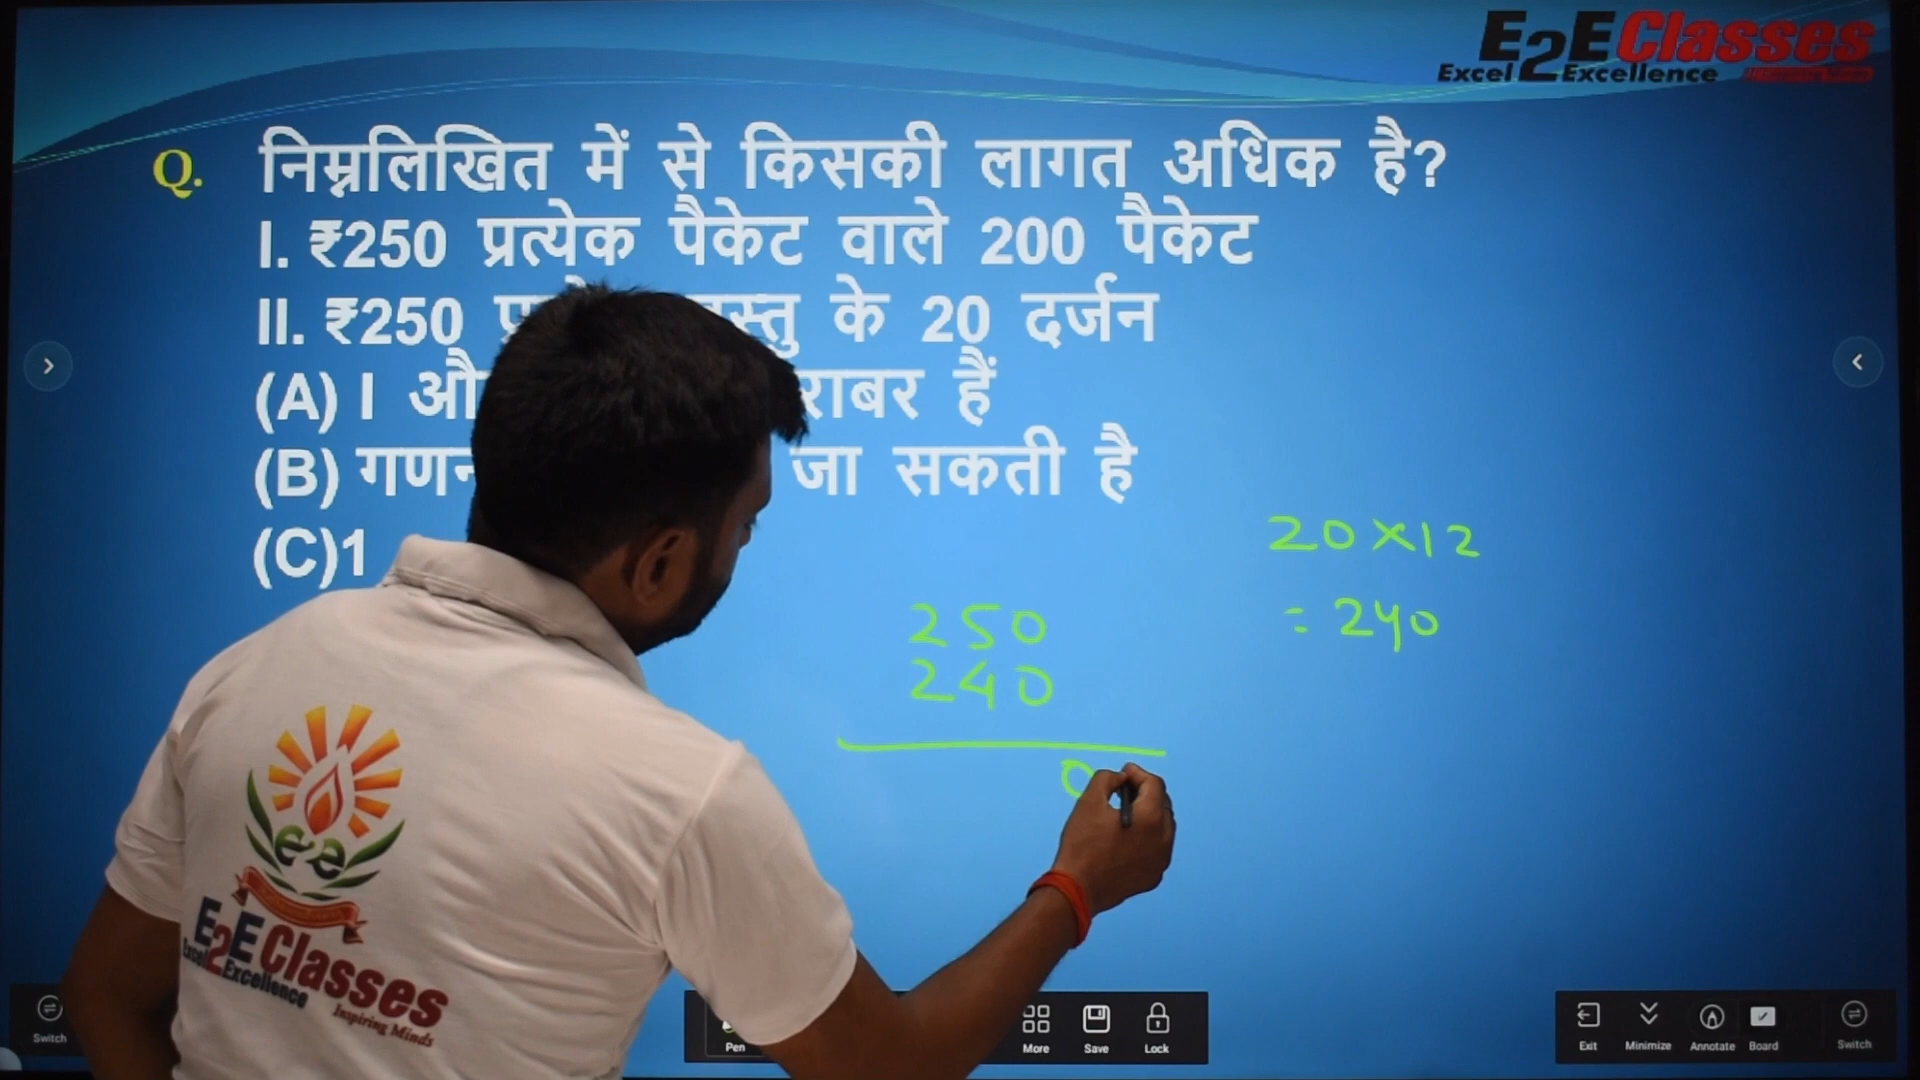 E2E Classes
Excel 2 Excellence
Q. निम्नलिखित में से किसकी लागत अधिक है?
I. ₹250 प्रत्येक पैकेट वाले 200 पैकेट
II. ₹250 के 20 दर्जन
(A) I हैं
(B) जा सकती है
(C)1
20×12
= 240
250
240
0
e2e
E2E Classes
Excel 2 Excellence
Inspiring Minds
Switch
Pen
More
Save
Lock
Exit
Minimize
Annotate
Board
Switch